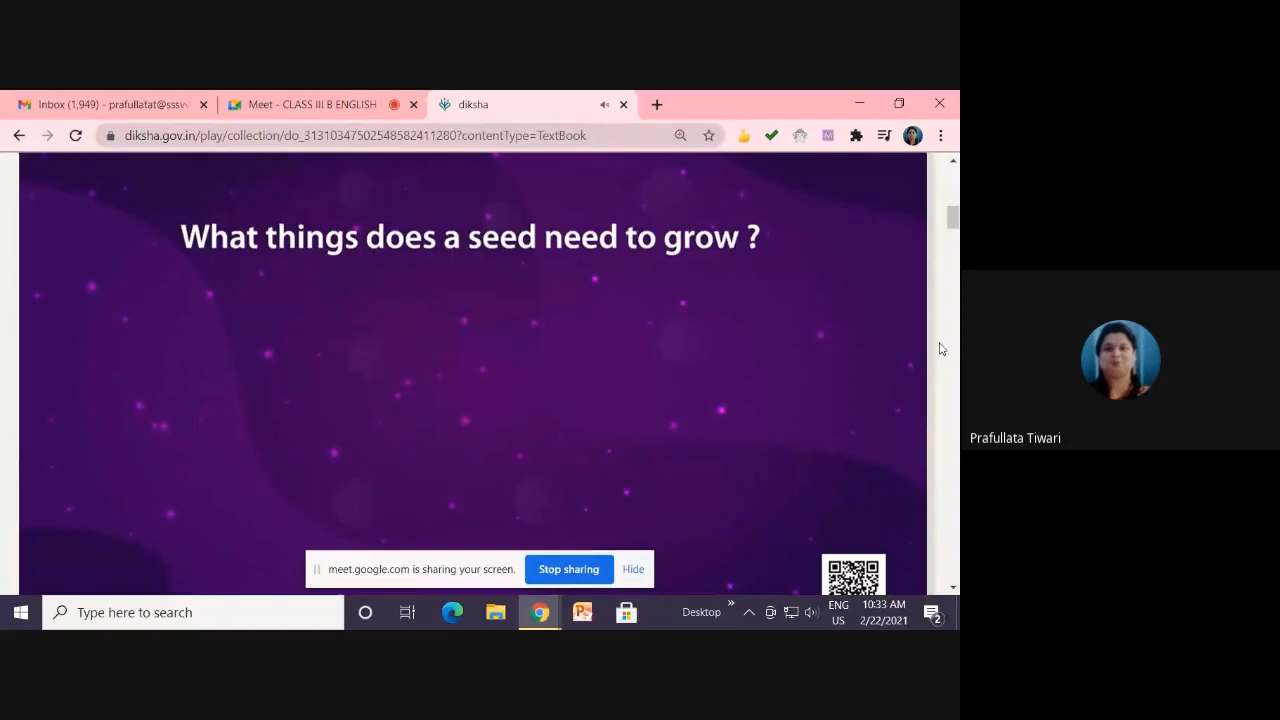 Inbox (1,949) - prafullatat@sssv
Meet - CLASS III B ENGLISH
diksha
diksha.gov.in/play/collection/do_31310347502548582411280?contentType=TextBook
What things does a seed need to grow ?
meet.google.com is sharing your screen.
Stop sharing
Hide
Prafullata Tiwari
Type here to search
Desktop
ENG
US
10:33 AM
2/22/2021
2